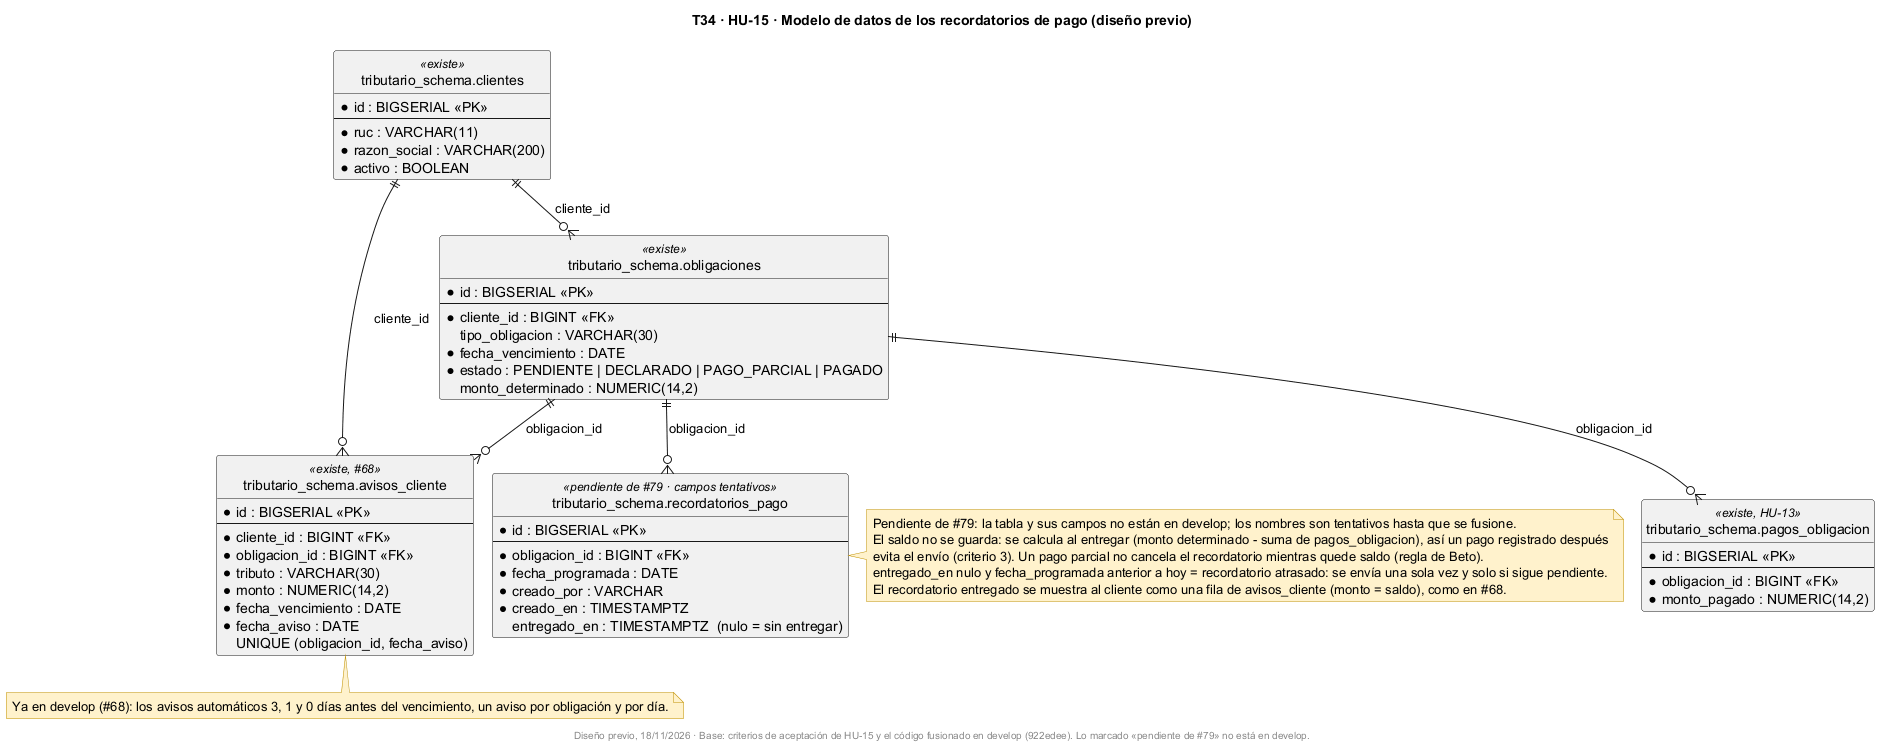 T34 · HU-15 · Modelo de datos de los recordatorios de pago (diseño previo)
«existe»
tributario_schema.clientes
id : BIGSERIAL «PK»
ruc : VARCHAR(11)
razon_social : VARCHAR(200)
activo : BOOLEAN
cliente_id
«existe»
tributario_schema.obligaciones
id : BIGSERIAL «PK»
cliente_id : BIGINT «FK»
tipo_obligacion : VARCHAR(30)
fecha_vencimiento : DATE
estado : PENDIENTE | DECLARADO | PAGO_PARCIAL | PAGADO
monto_determinado : NUMERIC(14,2)
cliente_id
obligacion_id
obligacion_id
obligacion_id
«existe, #68»
tributario_schema.avisos_cliente
id : BIGSERIAL «PK»
cliente_id : BIGINT «FK»
obligacion_id : BIGINT «FK»
tributo : VARCHAR(30)
monto : NUMERIC(14,2)
fecha_vencimiento : DATE
fecha_aviso : DATE
UNIQUE (obligacion_id, fecha_aviso)
«pendiente de #79 · campos tentativos»
tributario_schema.recordatorios_pago
id : BIGSERIAL «PK»
obligacion_id : BIGINT «FK»
fecha_programada : DATE
creado_por : VARCHAR
creado_en : TIMESTAMPTZ
entregado_en : TIMESTAMPTZ  (nulo = sin entregar)
Pendiente de #79: la tabla y sus campos no están en develop; los nombres son tentativos hasta que se fusione.
El saldo no se guarda: se calcula al entregar (monto determinado - suma de pagos_obligacion), así un pago registrado después
evita el envío (criterio 3). Un pago parcial no cancela el recordatorio mientras quede saldo (regla de Beto).
entregado_en nulo y fecha_programada anterior a hoy = recordatorio atrasado: se envía una sola vez y solo si sigue pendiente.
El recordatorio entregado se muestra al cliente como una fila de avisos_cliente (monto = saldo), como en #68.
«existe, HU-13»
tributario_schema.pagos_obligacion
id : BIGSERIAL «PK»
obligacion_id : BIGINT «FK»
monto_pagado : NUMERIC(14,2)
Ya en develop (#68): los avisos automáticos 3, 1 y 0 días antes del vencimiento, un aviso por obligación y por día.
Diseño previo, 18/11/2026 · Base: criterios de aceptación de HU-15 y el código fusionado en develop (922edee). Lo marcado «pendiente de #79» no está en develop.